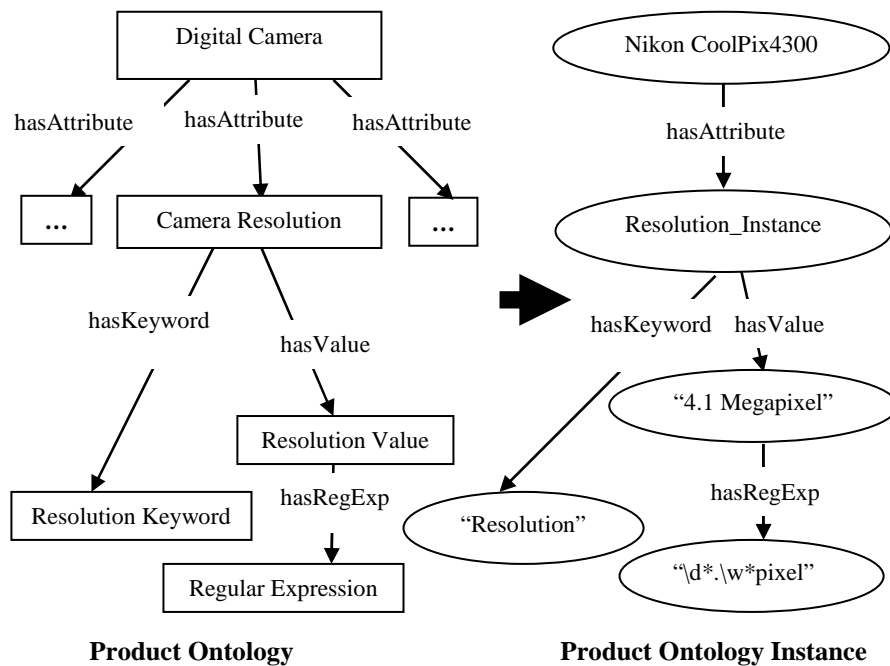 Digital Camera
hasAttribute
hasAttribute
hasAttribute
...
Camera Resolution
...
hasKeyword
hasValue
Resolution Value
hasRegExp
Resolution Keyword
Regular Expression
Product Ontology
Nikon CoolPix4300
hasAttribute
Resolution_Instance
hasKeyword
hasValue
“4.1 Megapixel”
hasRegExp
“Resolution”
“\d*.\w*pixel”
Product Ontology Instance